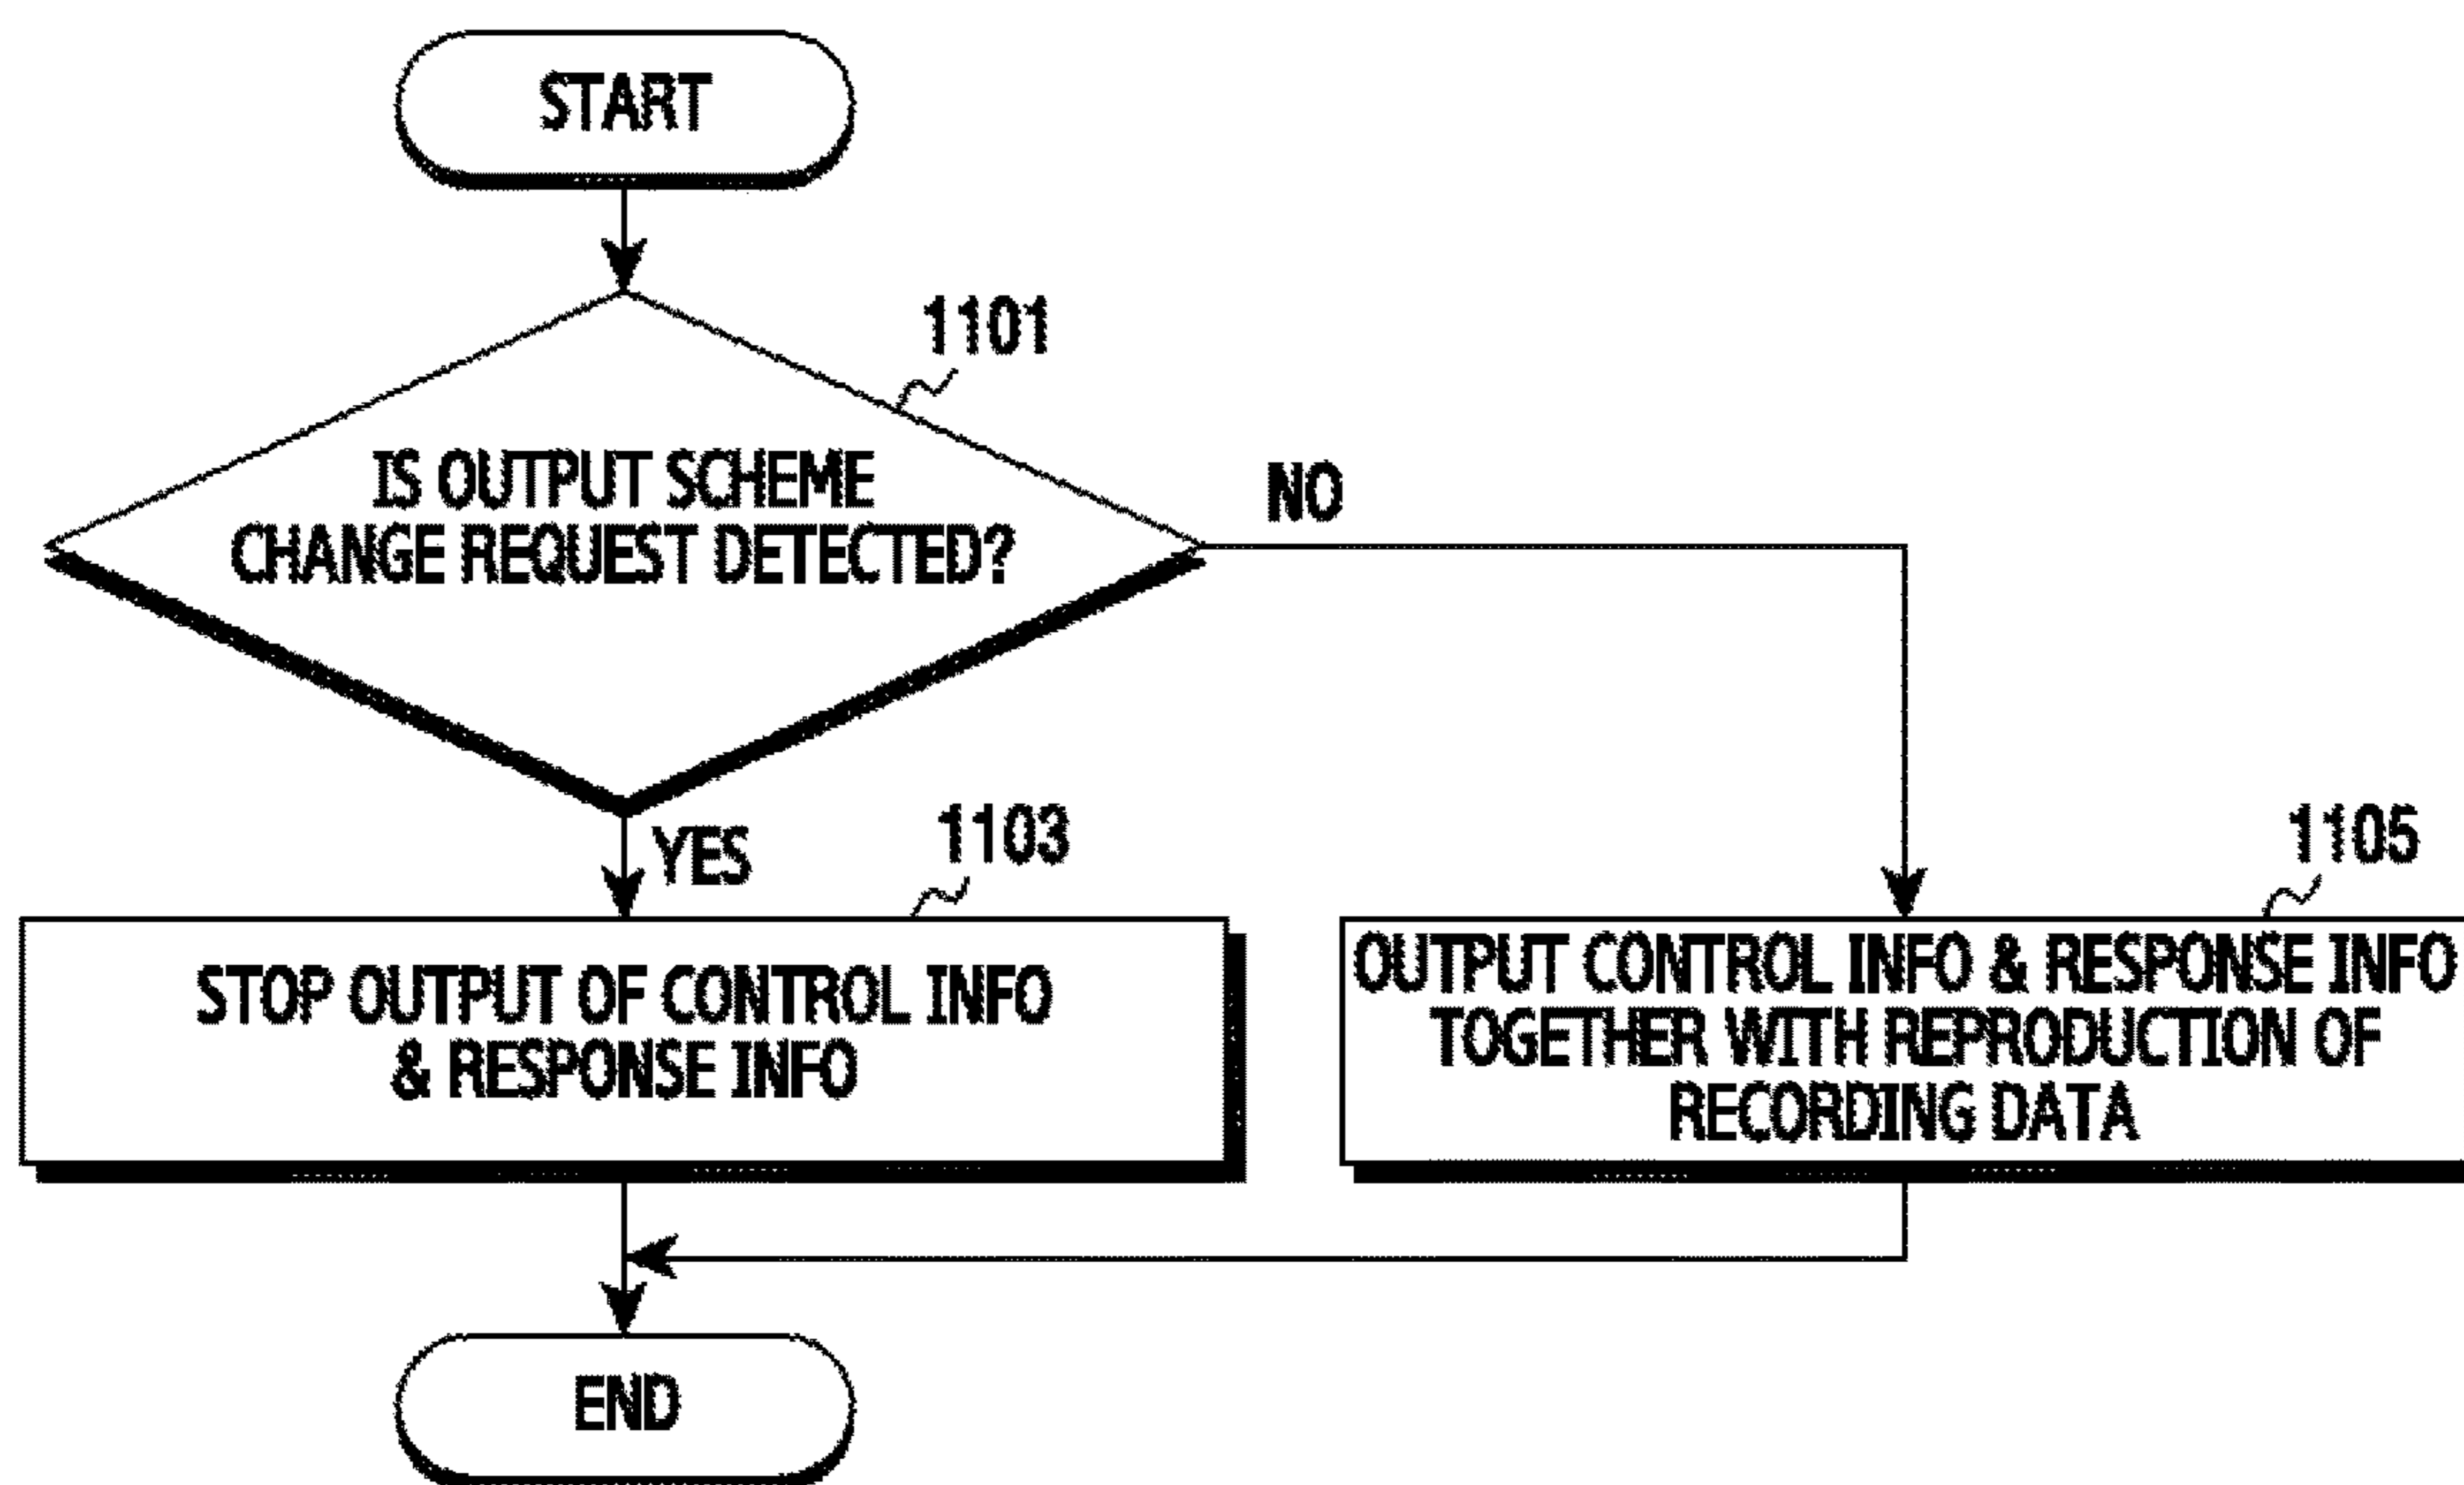 START
1101
IS OUTPUT SCHEME
CHANGE REQUEST DETECTED?
NO
YES
1103
1105
STOP OUTPUT OF CONTROL INFO
& RESPONSE INFO
OUTPUT CONTROL INFO & RESPONSE INFO
TOGETHER WITH REPRODUCTION OF
RECORDING DATA
END